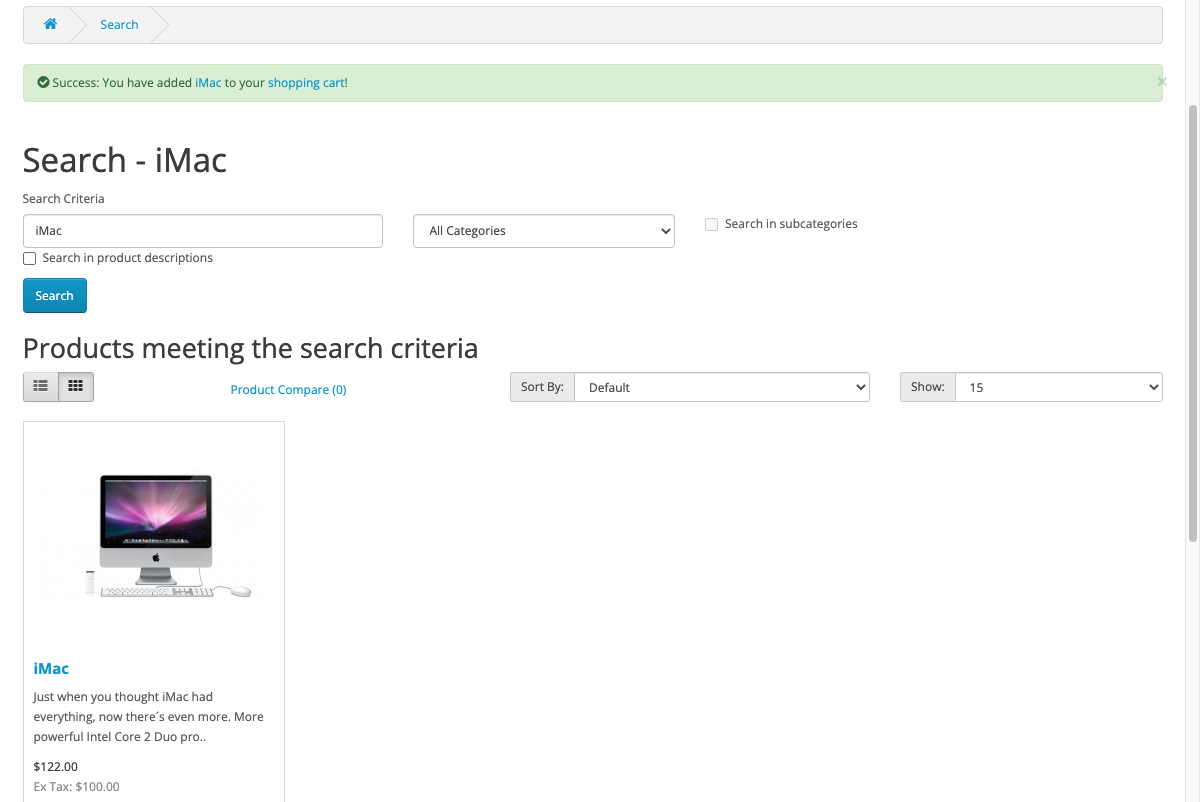 Search
Success: You have added iMac to your shopping cart!
×
Search - iMac
Search Criteria
iMac
All Categories
Search in subcategories
Search in product descriptions
Search
Products meeting the search criteria
Product Compare (0)
Sort By:
Default
Show:
15
iMac
Just when you thought iMac had
everything, now there´s even more. More
powerful Intel Core 2 Duo pro..
$122.00
Ex Tax: $100.00